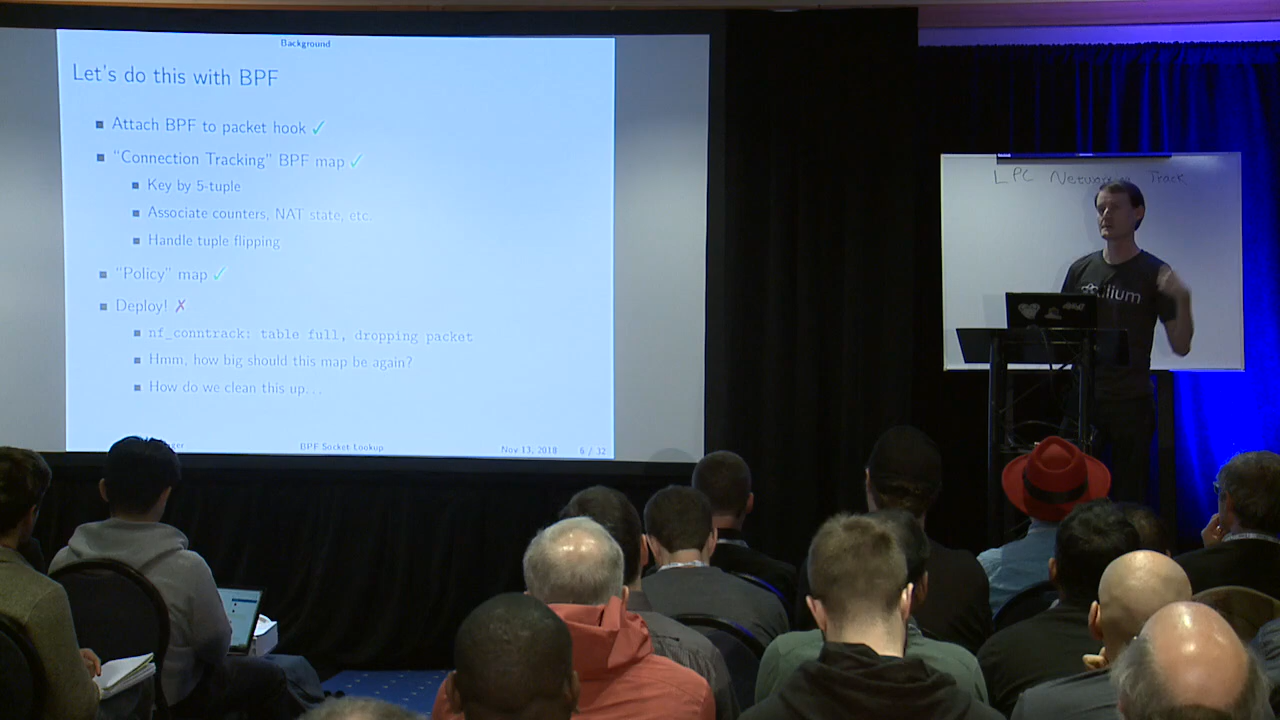 Background
Let's do this with BPF
Attach BPF to packet hook ✓
“Connection Tracking” BPF map ✓
Key by 5-tuple
Associate counters, NAT state, etc.
Handle tuple flipping
“Policy” map ✓
Deploy! ✗
nf_conntrack: table full, dropping packet
Hmm, how big should this map be again?
How do we clean this up...
BPF Socket Lookup
Nov 13, 2018
6 / 32
LPC Network Track
cilium